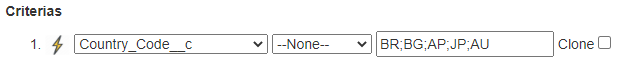 Criterias
1. Country_Code__c --None-- BR;BG;AP;JP;AU Clone